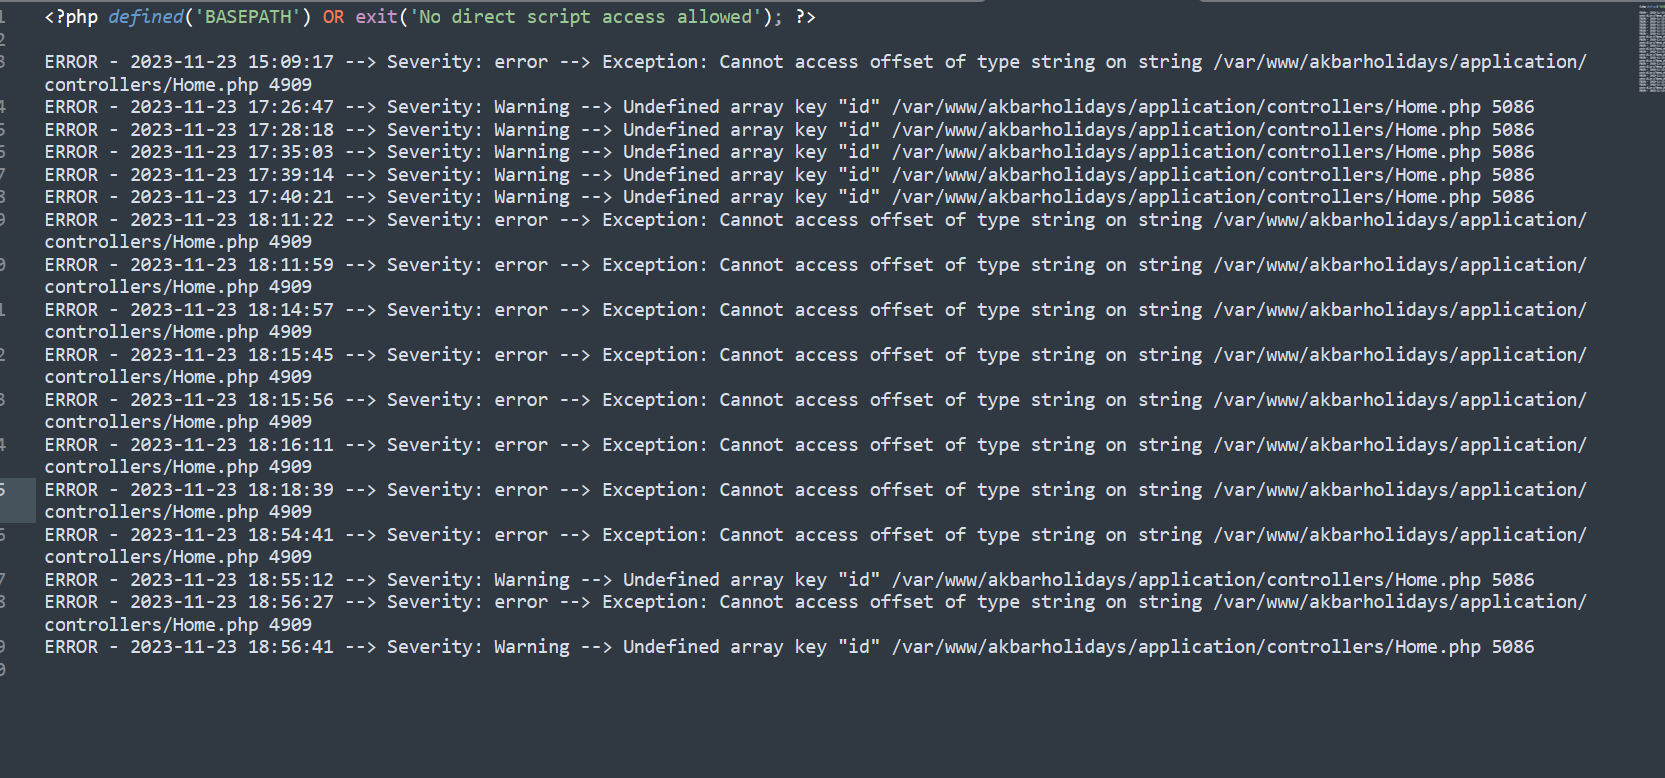 <?php defined('BASEPATH') OR exit('No direct script access allowed'); ?>
ERROR - 2023-11-23 15:09:17 --> Severity: error --> Exception: Cannot access offset of type string on string /var/www/akbarholidays/application/
controllers/Home.php 4909
ERROR - 2023-11-23 17:26:47 --> Severity: Warning --> Undefined array key "id" /var/www/akbarholidays/application/controllers/Home.php 5086
ERROR - 2023-11-23 17:28:18 --> Severity: Warning --> Undefined array key "id" /var/www/akbarholidays/application/controllers/Home.php 5086
ERROR - 2023-11-23 17:35:03 --> Severity: Warning --> Undefined array key "id" /var/www/akbarholidays/application/controllers/Home.php 5086
ERROR - 2023-11-23 17:39:14 --> Severity: Warning --> Undefined array key "id" /var/www/akbarholidays/application/controllers/Home.php 5086
ERROR - 2023-11-23 17:40:21 --> Severity: Warning --> Undefined array key "id" /var/www/akbarholidays/application/controllers/Home.php 5086
ERROR - 2023-11-23 18:11:22 --> Severity: error --> Exception: Cannot access offset of type string on string /var/www/akbarholidays/application/
controllers/Home.php 4909
ERROR - 2023-11-23 18:11:59 --> Severity: error --> Exception: Cannot access offset of type string on string /var/www/akbarholidays/application/
controllers/Home.php 4909
ERROR - 2023-11-23 18:14:57 --> Severity: error --> Exception: Cannot access offset of type string on string /var/www/akbarholidays/application/
controllers/Home.php 4909
ERROR - 2023-11-23 18:15:45 --> Severity: error --> Exception: Cannot access offset of type string on string /var/www/akbarholidays/application/
controllers/Home.php 4909
ERROR - 2023-11-23 18:15:56 --> Severity: error --> Exception: Cannot access offset of type string on string /var/www/akbarholidays/application/
controllers/Home.php 4909
ERROR - 2023-11-23 18:16:11 --> Severity: error --> Exception: Cannot access offset of type string on string /var/www/akbarholidays/application/
controllers/Home.php 4909
ERROR - 2023-11-23 18:18:39 --> Severity: error --> Exception: Cannot access offset of type string on string /var/www/akbarholidays/application/
controllers/Home.php 4909
ERROR - 2023-11-23 18:54:41 --> Severity: error --> Exception: Cannot access offset of type string on string /var/www/akbarholidays/application/
controllers/Home.php 4909
ERROR - 2023-11-23 18:55:12 --> Severity: Warning --> Undefined array key "id" /var/www/akbarholidays/application/controllers/Home.php 5086
ERROR - 2023-11-23 18:56:27 --> Severity: error --> Exception: Cannot access offset of type string on string /var/www/akbarholidays/application/
controllers/Home.php 4909
ERROR - 2023-11-23 18:56:41 --> Severity: Warning --> Undefined array key "id" /var/www/akbarholidays/application/controllers/Home.php 5086